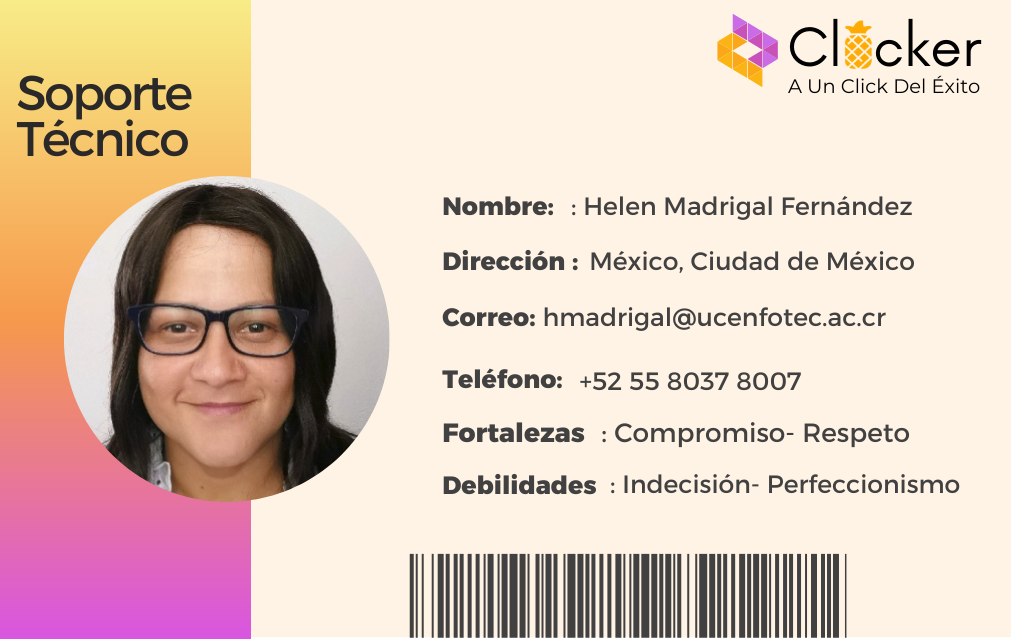 Clicker
A Un Click Del Éxito
Soporte
Técnico
Nombre: : Helen Madrigal Fernández
Dirección : México, Ciudad de México
Correo: hmadrigal@ucenfotec.ac.cr
Teléfono: +52 55 8037 8007
Fortalezas : Compromiso- Respeto
Debilidades : Indecisión- Perfeccionismo